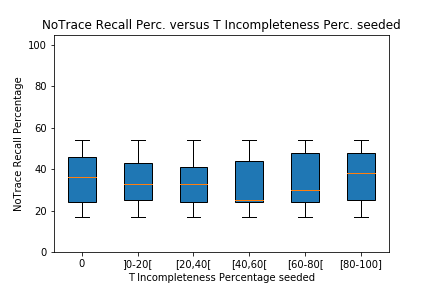 NoTrace Recall Perc. versus T Incompleteness Perc. seeded
NoTrace Recall Percentage
100
80
60
40
20
0
0 ]0-20[ [20,40[ [40,60[ [60-80[ [80-100]
T Incompleteness Percentage seeded